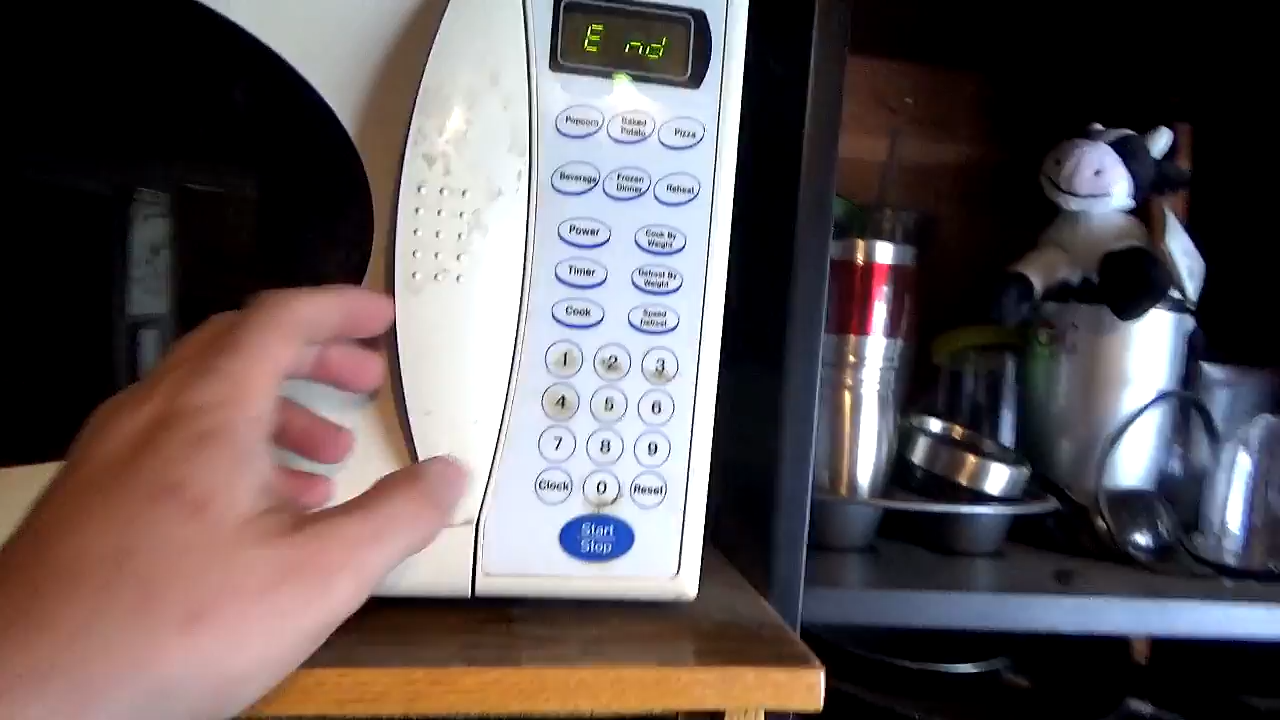 E nd
Popcorn Baked Pizza
Potato
Beverage Frozen Reheat
Dinner
Power Cook By
Weight
Timer Defrost By
Weight
Cook Speed
Defrost
1 2 3
4 5 6
7 8 9
Clock 0 Reset
Start
Stop